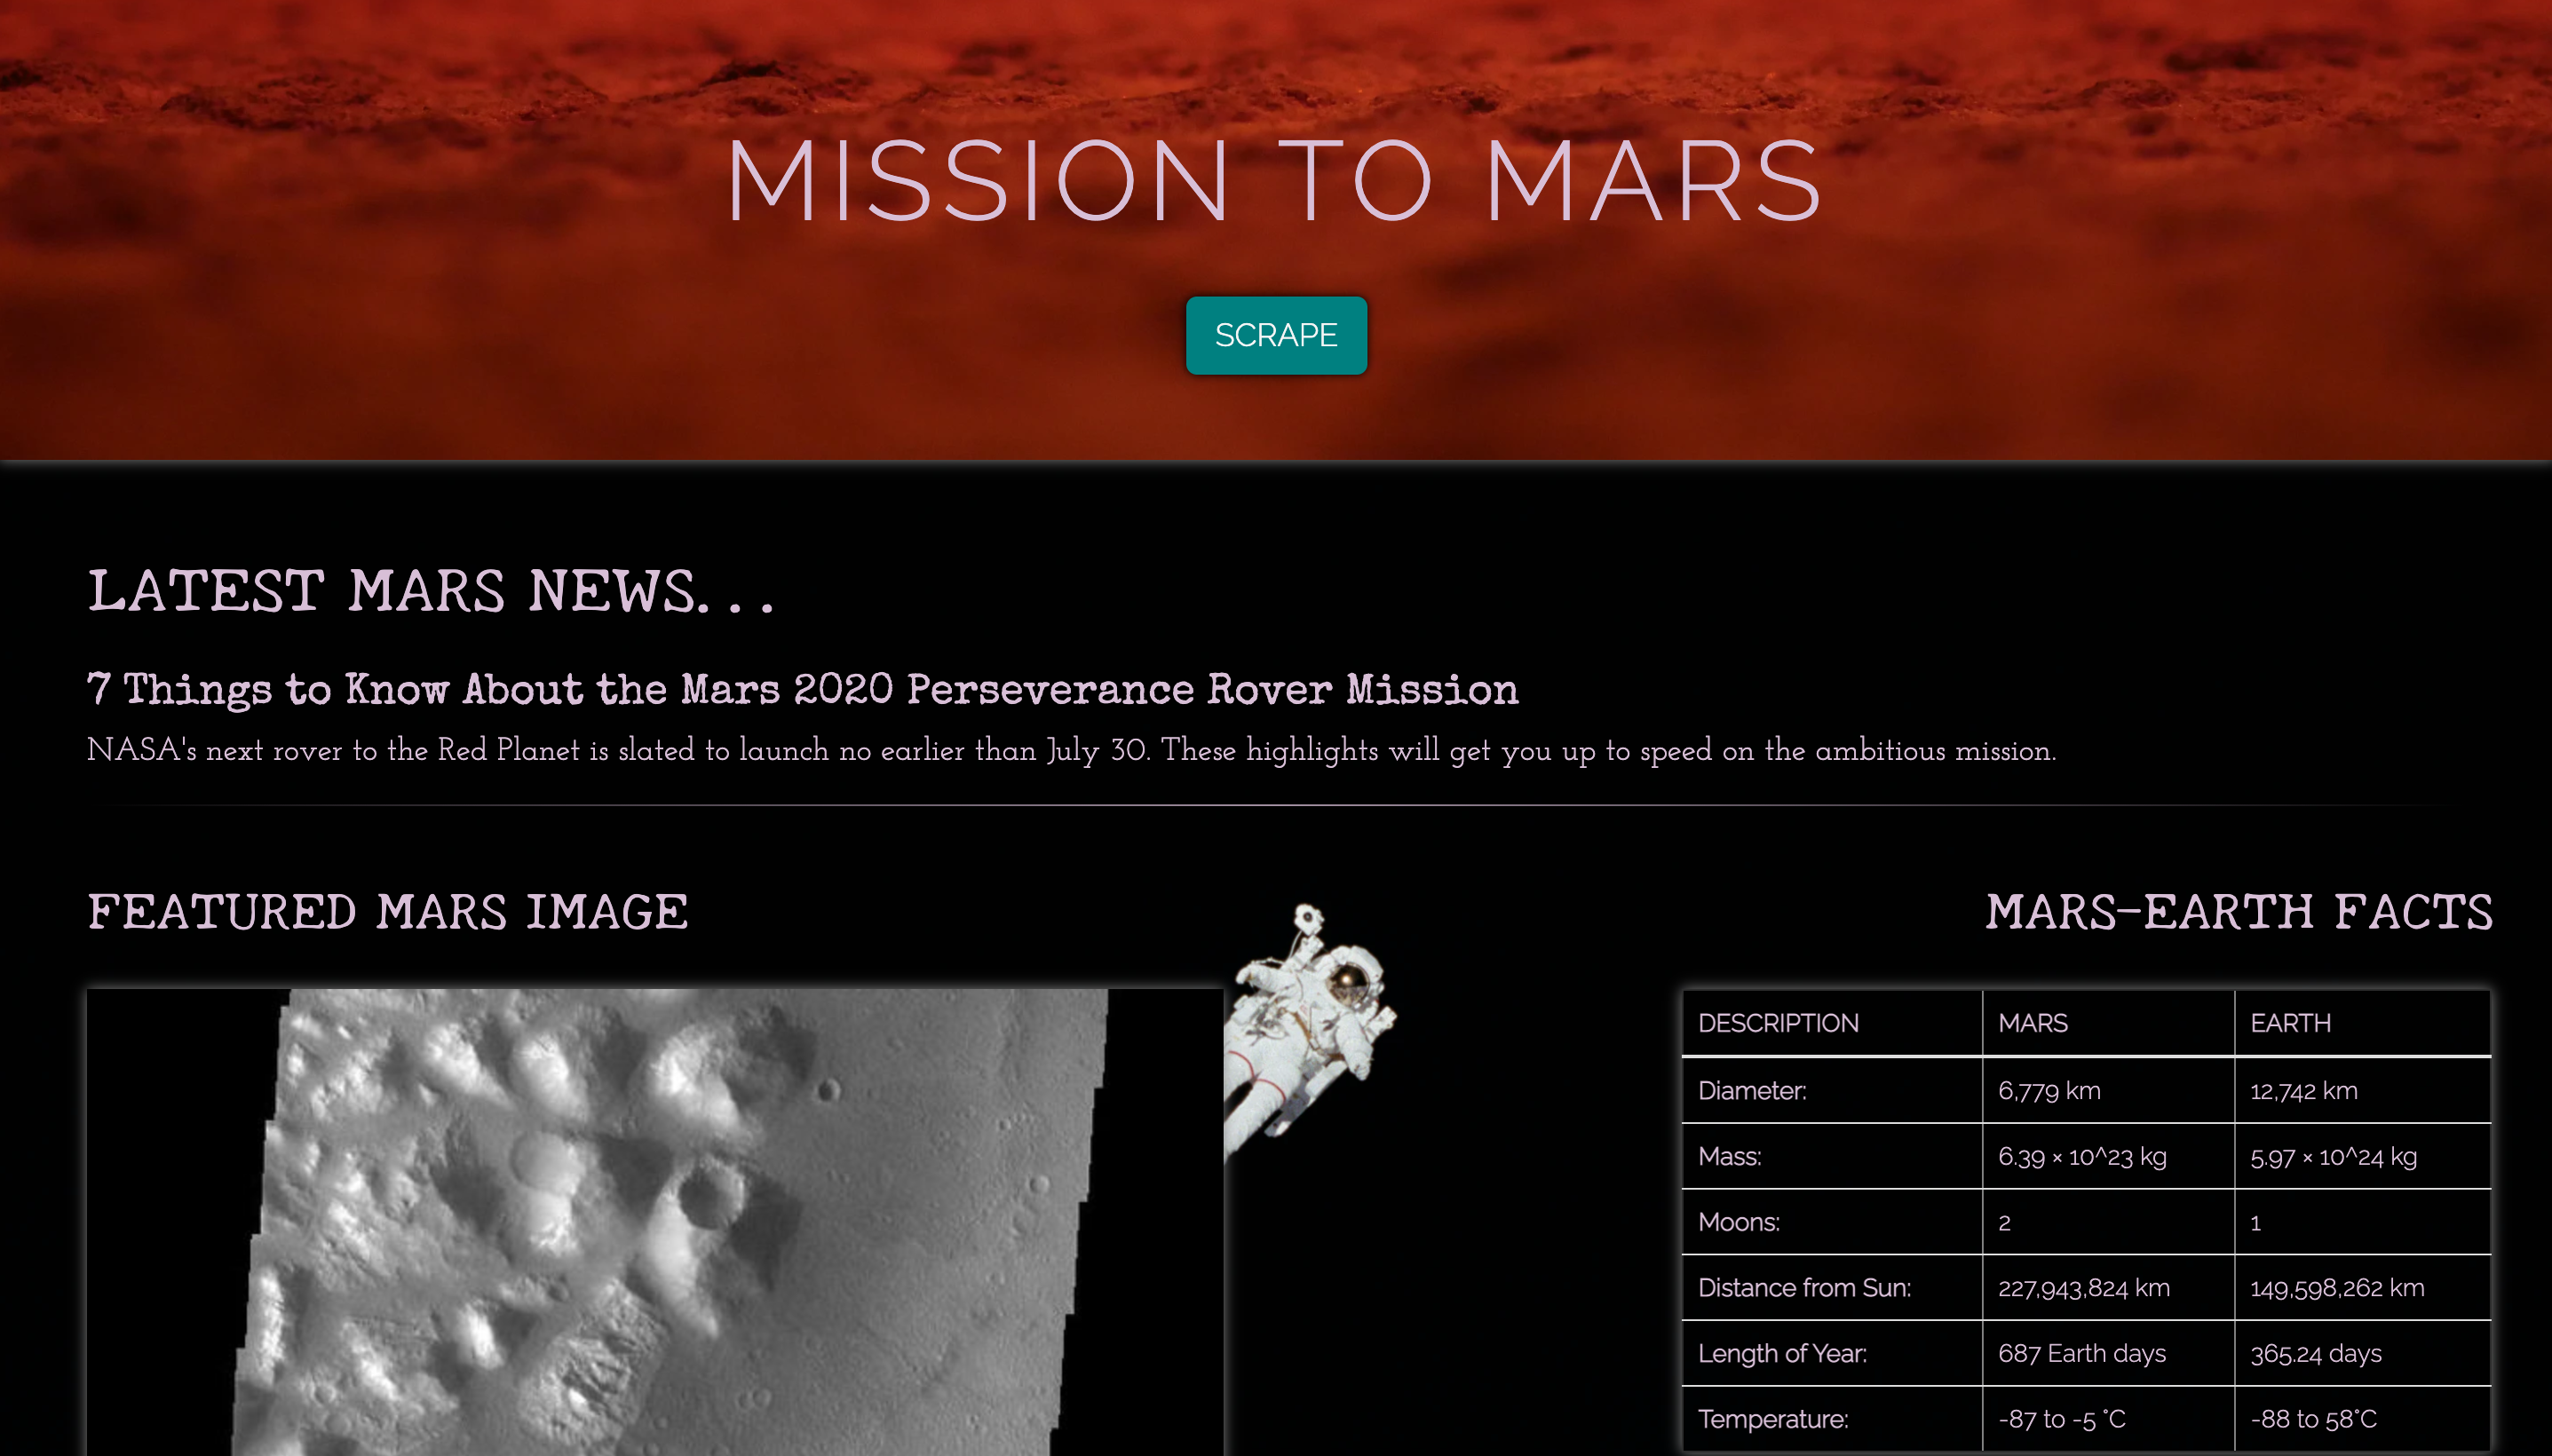 MISSION TO MARS
SCRAPE
LATEST MARS NEWS...
7 Things to Know About the Mars 2020 Perseverance Rover Mission
NASA's next rover to the Red Planet is slated to launch no earlier than July 30. These highlights will get you up to speed on the ambitious mission.
FEATURED MARS IMAGE
MARS-EARTH FACTS
DESCRIPTION MARS EARTH
Diameter: 6,779 km 12,742 km
Mass: 6.39 × 10^23 kg 5.97 × 10^24 kg
Moons: 2 1
Distance from Sun: 227,943,824 km 149,598,262 km
Length of Year: 687 Earth days 365.24 days
Temperature: -87 to -5 °C -88 to 58°C